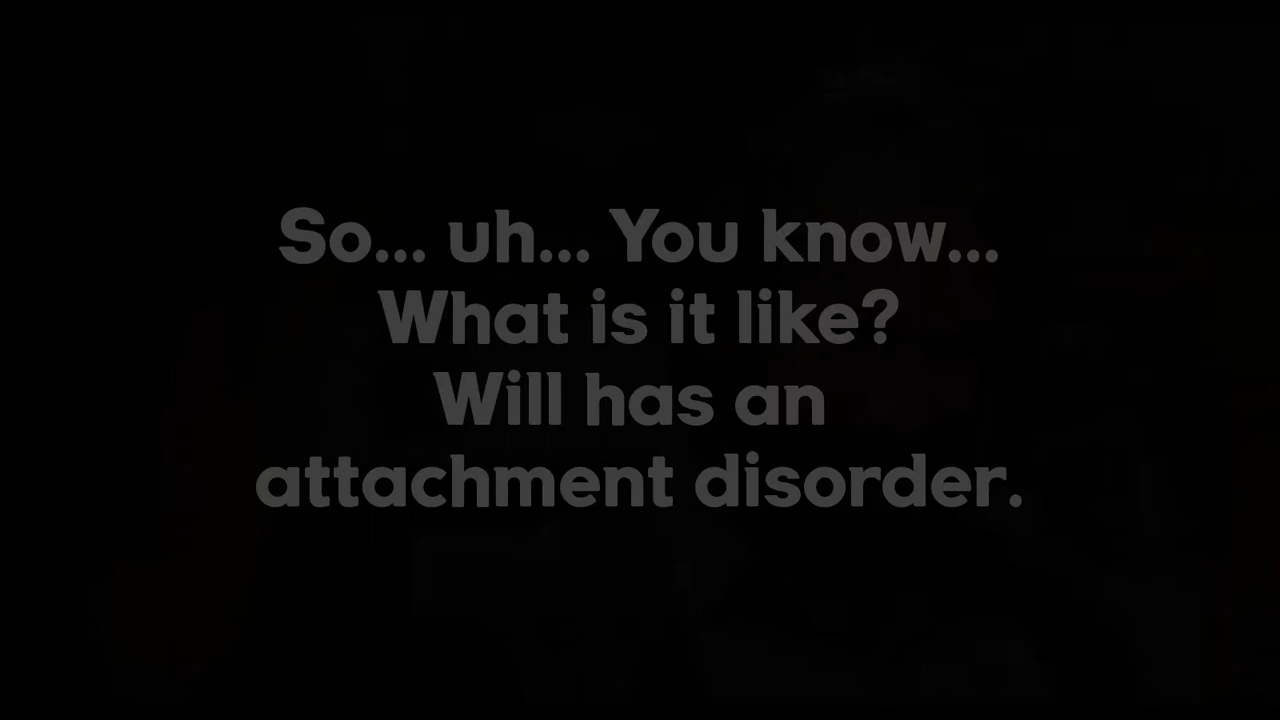 So... uh... You know...
What is it like?
Will has an
attachment disorder.